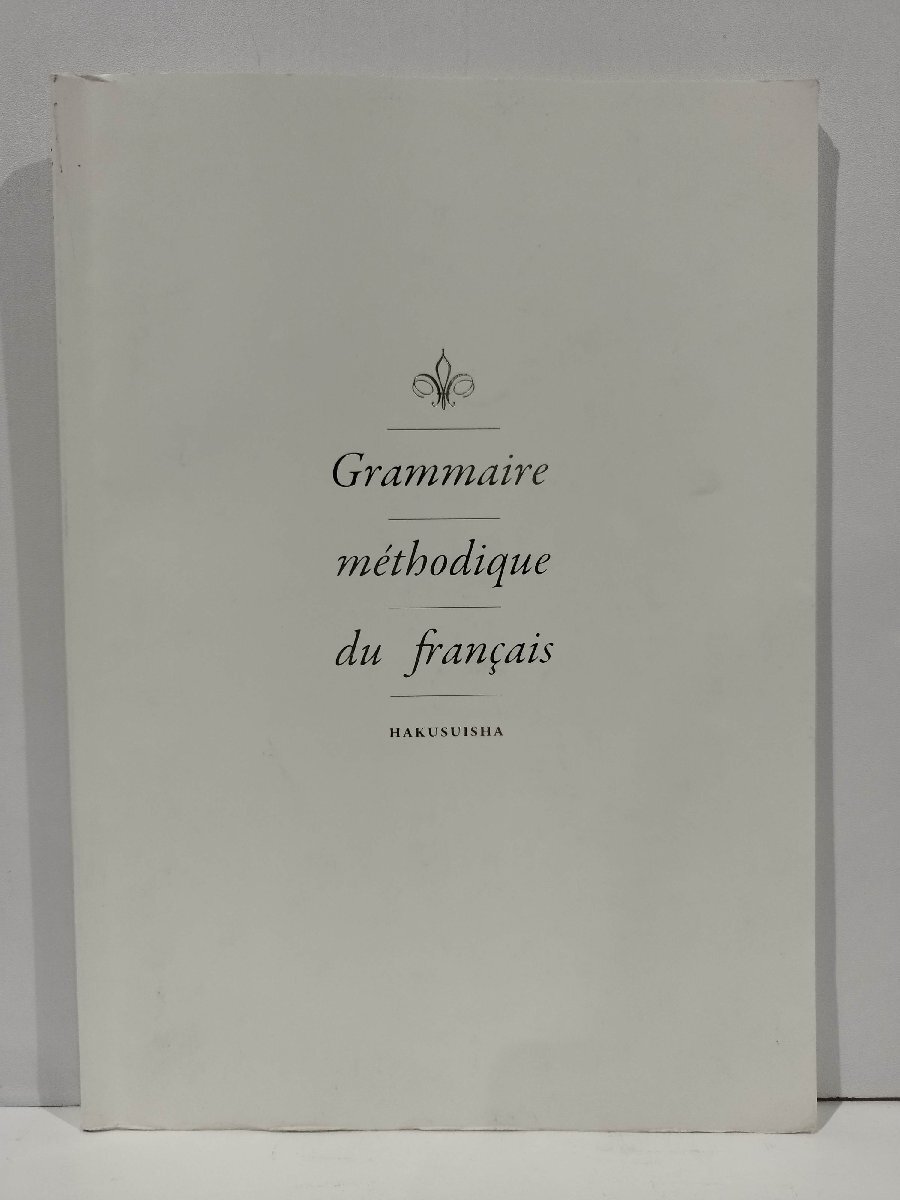 Grammaire
méthodique
du français
HAKUSUISHA